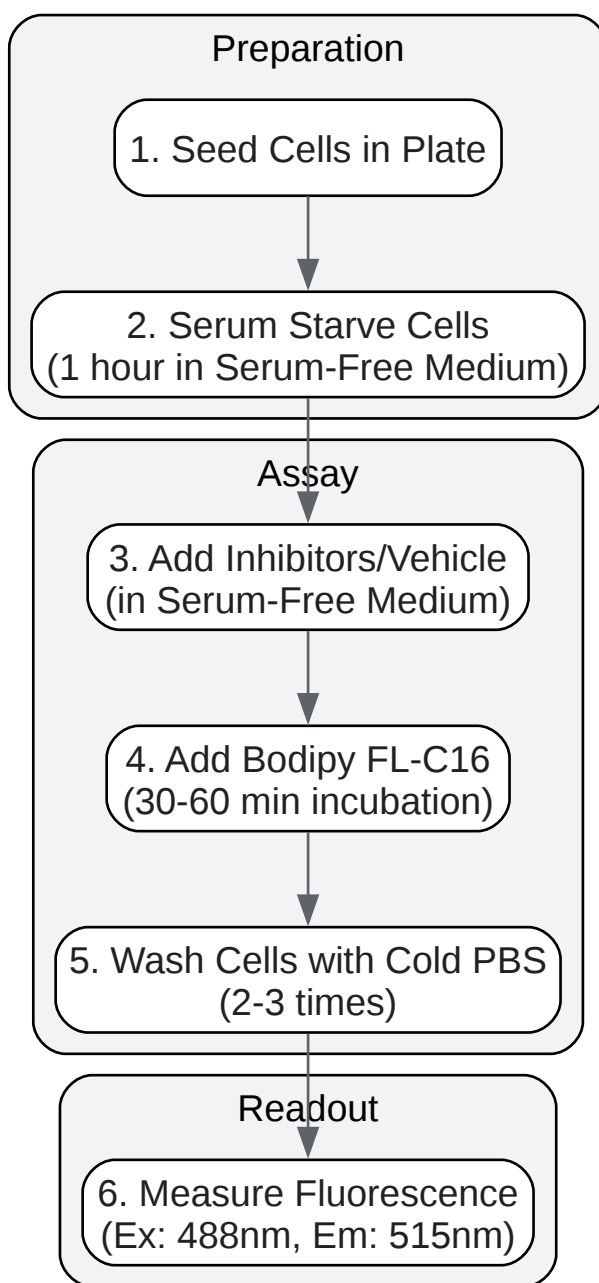 Preparation
1. Seed Cells in Plate
2. Serum Starve Cells
(1 hour in Serum-Free Medium)
Assay
3. Add Inhibitors/Vehicle
(in Serum-Free Medium)
4. Add Bodipy FL-C16
(30-60 min incubation)
5. Wash Cells with Cold PBS
(2-3 times)
Readout
6. Measure Fluorescence
(Ex: 488nm, Em: 515nm)